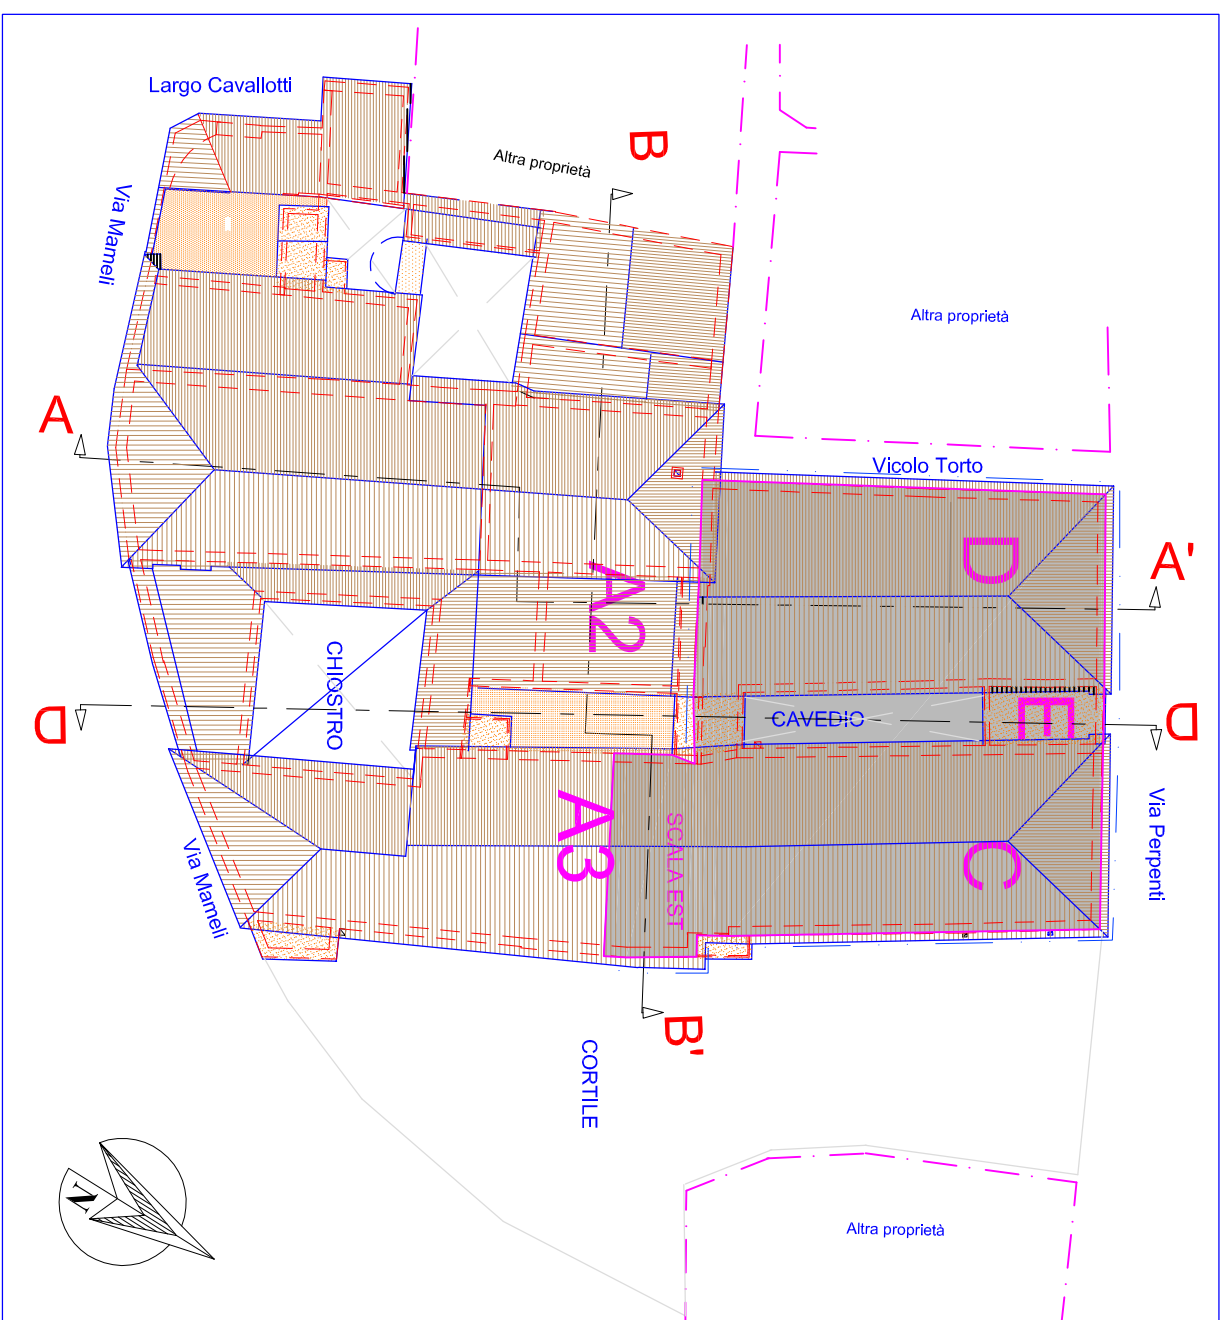 Largo Cavallotti
B
Altra proprietà
Via Mameli
Altra proprietà
A
Vicolo Torto
D
A'
A2
CHIOSTRO
D
CAVEDIO
E
D
A3
SCALA EST
C
Via Perpenti
Via Mameli
B'
CORTILE
N
Altra proprietà